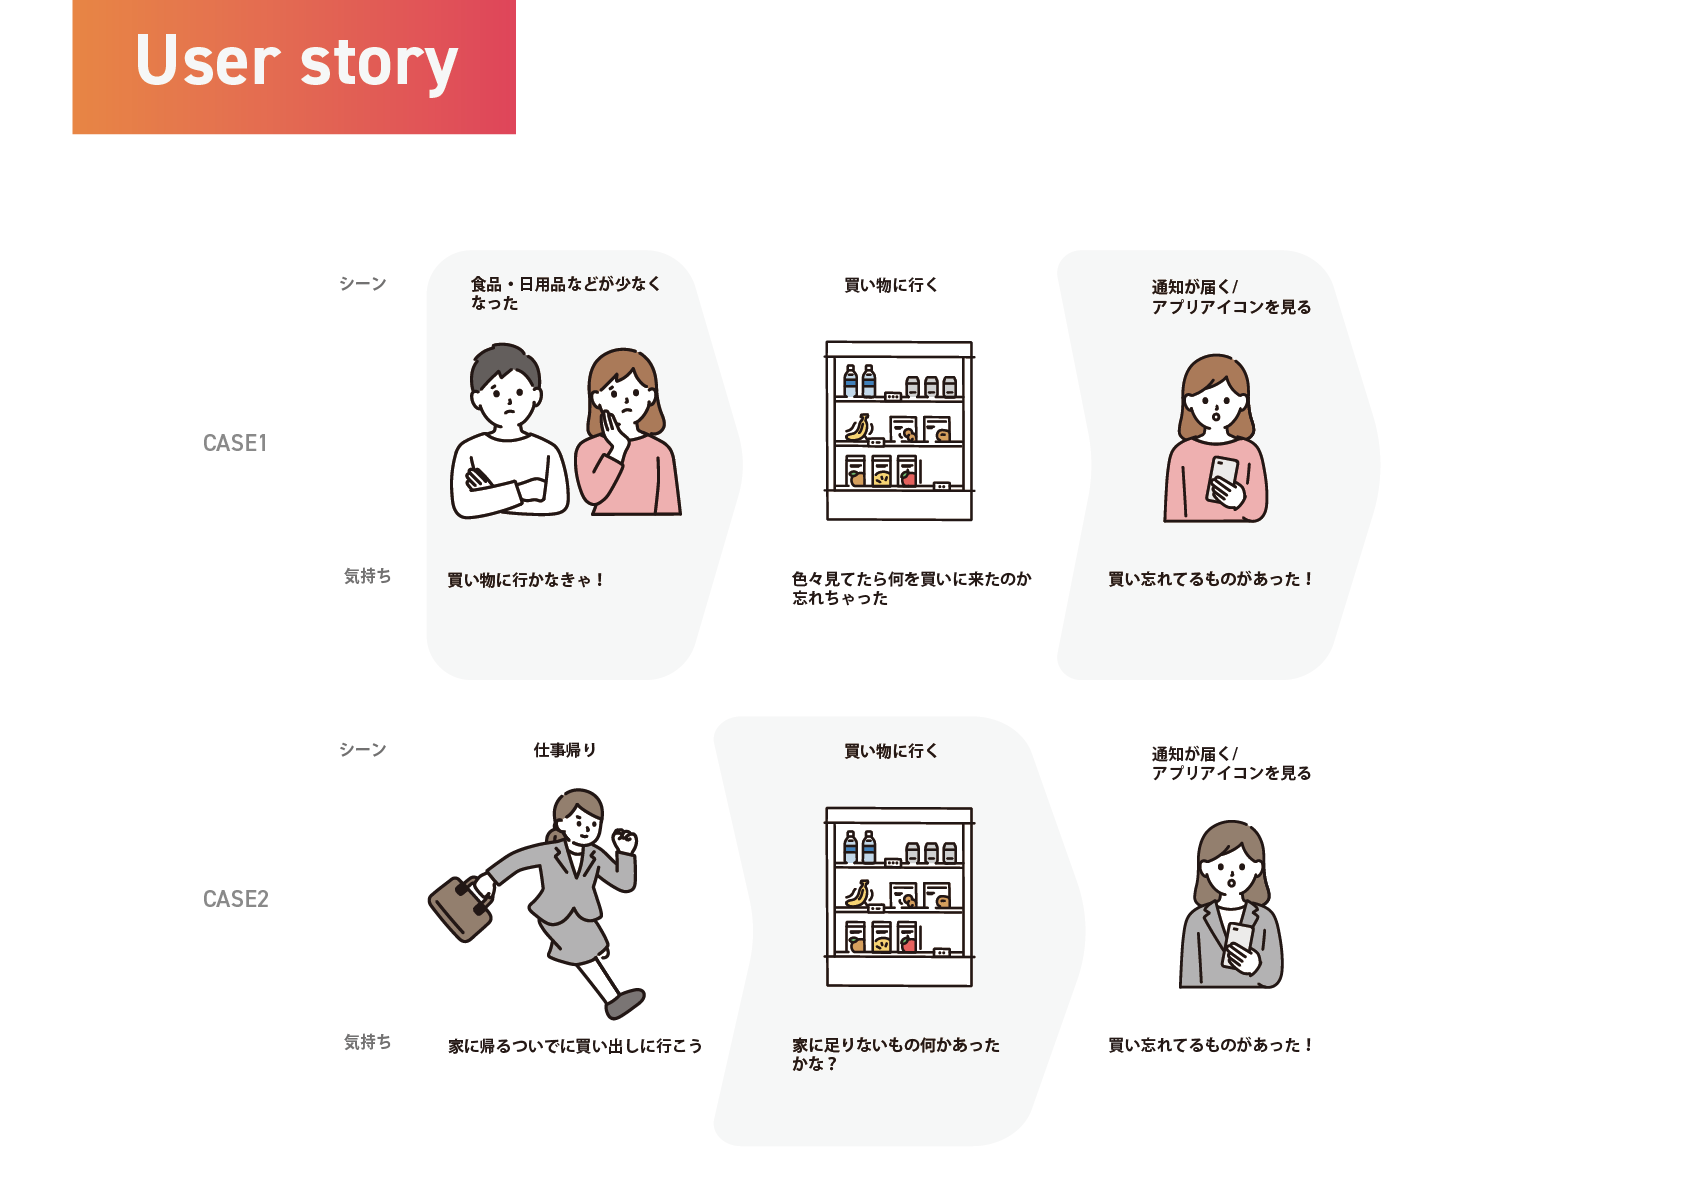 User story
シーン
食品・日用品などが少なく
なった
買い物に行く
通知が届く/
アプリアイコンを見る
CASE1
気持ち
買い物に行かなきゃ！
色々見てたら何を買いに来たのか
忘れちゃった
買い忘れてるものがあった！
シーン
仕事帰り
買い物に行く
通知が届く/
アプリアイコンを見る
CASE2
気持ち
家に帰るついでに買い出しに行こう
家に足りないもの何かあった
かな？
買い忘れてるものがあった！